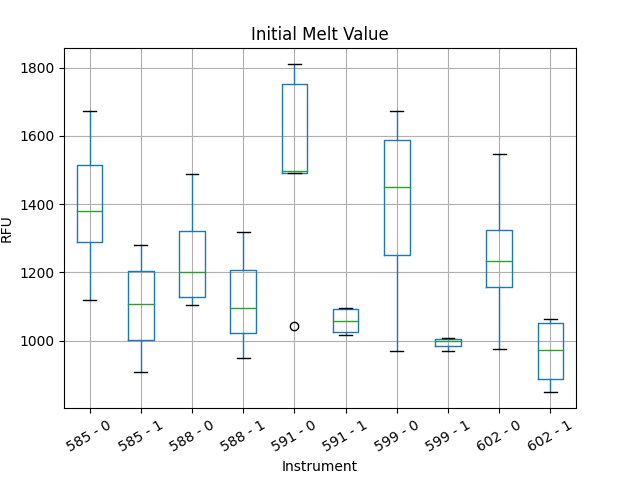 Initial Melt Value
1800
1600
1400
1200
1000
RFU
585 - 0
585 - 1
588 - 0
588 - 1
591 - 0
591 - 1
599 - 0
599 - 1
602 - 0
602 - 1
Instrument